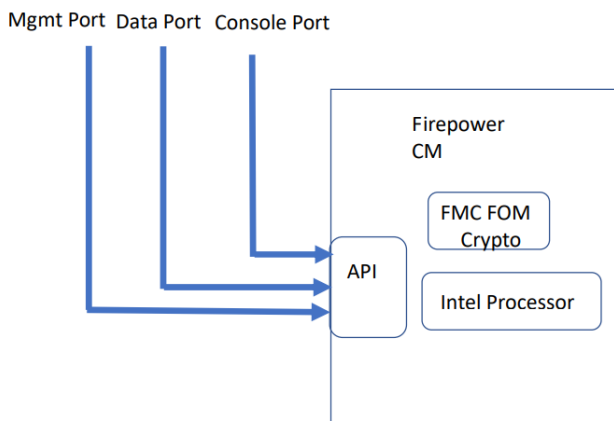 Mgmt Port Data Port Console Port
Firepower
CM
FMC FOM
Crypto
API
Intel Processor